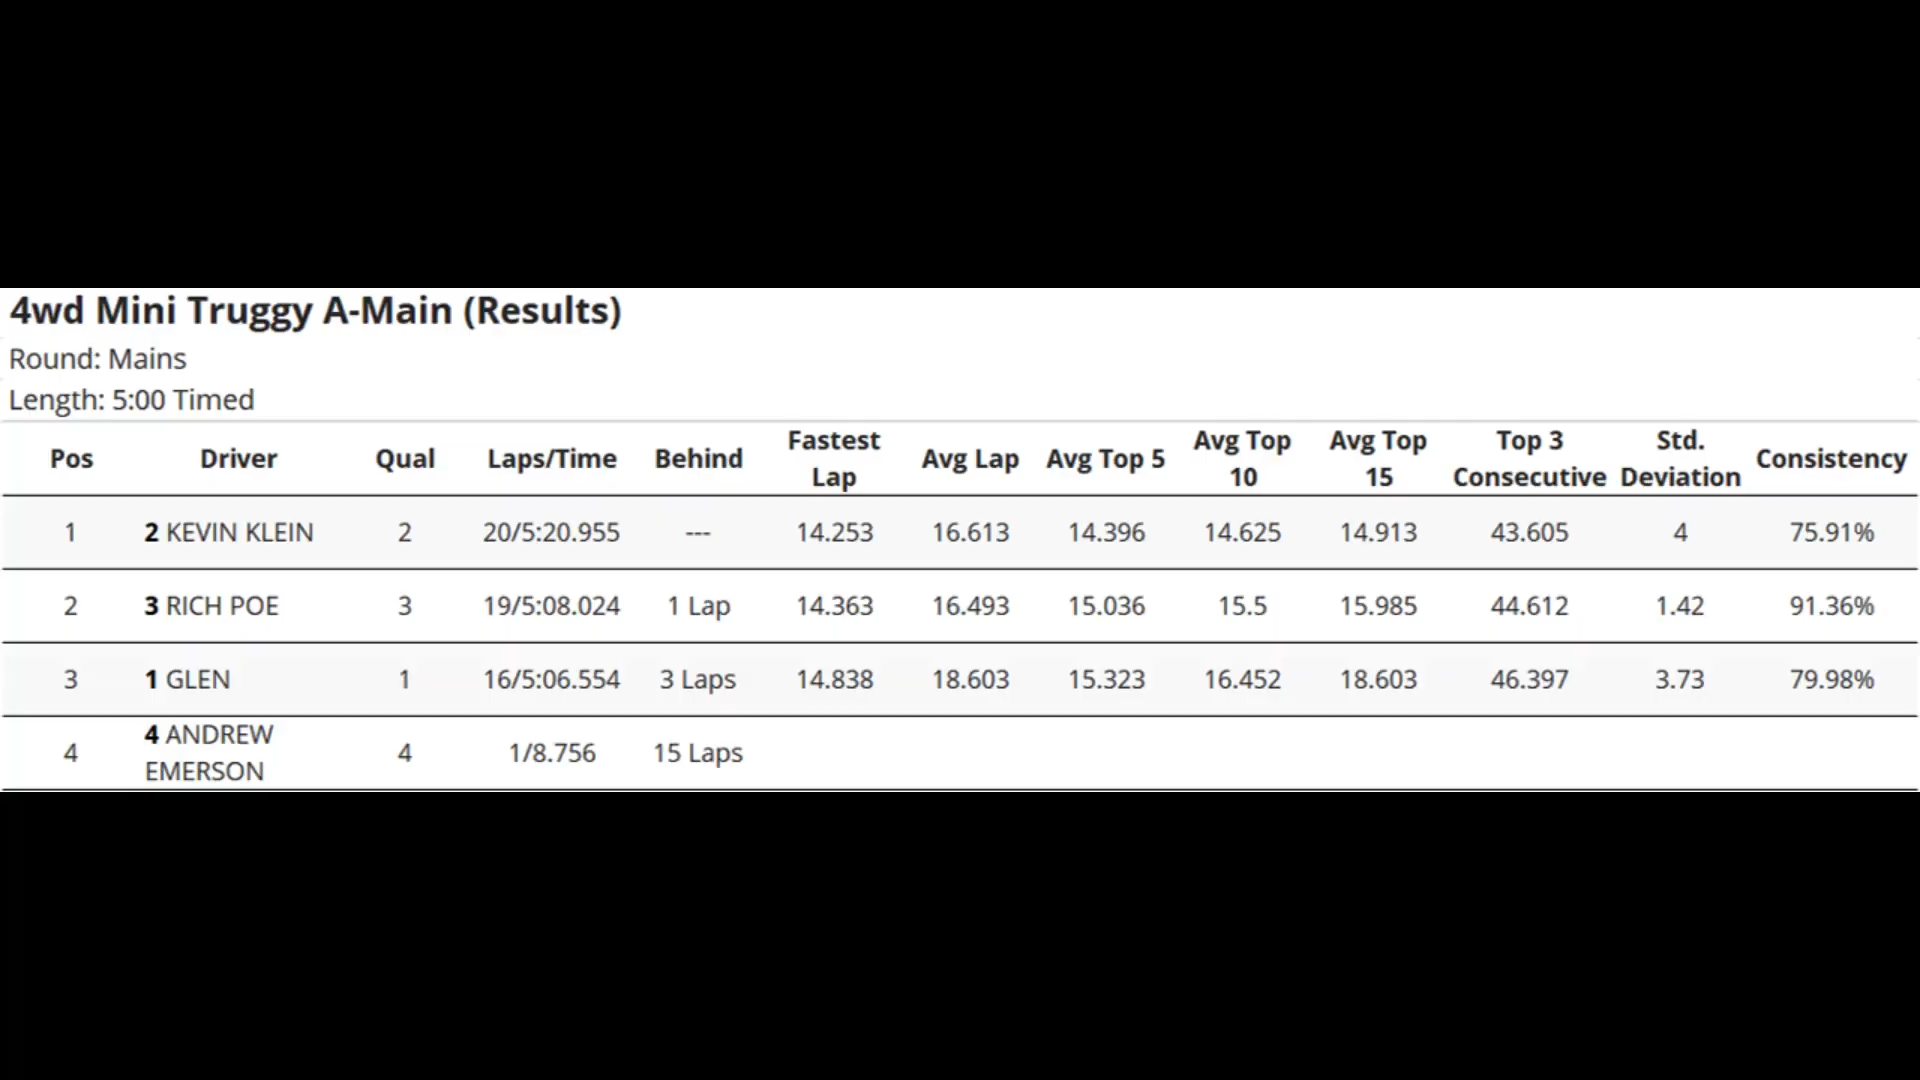 4wd Mini Truggy A-Main (Results)
Round: Mains
Length: 5:00 Timed
Pos Driver Qual Laps/Time Behind Fastest Lap Avg Lap Avg Top 5 Avg Top 10 Avg Top 15 Top 3 Consecutive Std. Deviation Consistency
1 2 KEVIN KLEIN 2 20/5:20.955 --- 14.253 16.613 14.396 14.625 14.913 43.605 4 75.91%
2 3 RICH POE 3 19/5:08.024 1 Lap 14.363 16.493 15.036 15.5 15.985 44.612 1.42 91.36%
3 1 GLEN 1 16/5:06.554 3 Laps 14.838 18.603 15.323 16.452 18.603 46.397 3.73 79.98%
4 4 ANDREW EMERSON 4 1/8.756 15 Laps